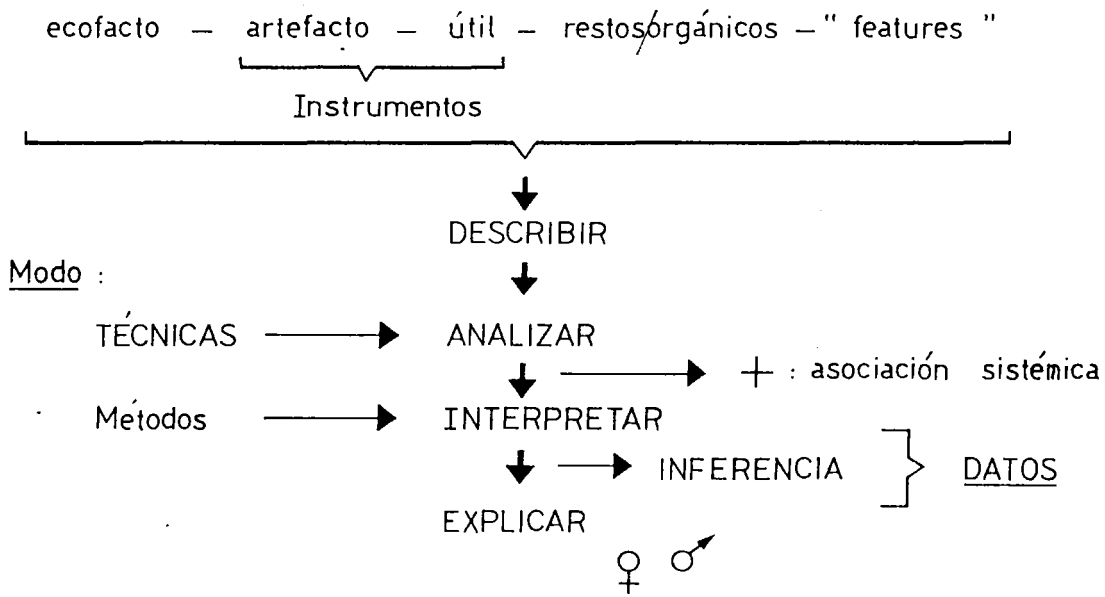 ecofacto – artefacto – útil – restos/orgánicos – " features "
Instrumentos
DESCRIBIR
Modo :
TÉCNICAS ANALIZAR
+ : asociación sistémica
Métodos INTERPRETAR
INFERENCIA DATOS
EXPLICAR
♀ ♂